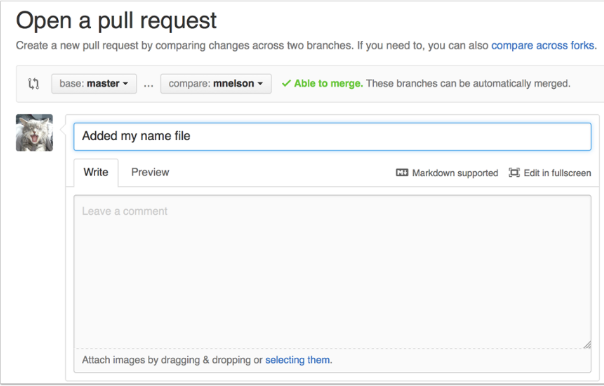 Open a pull request
Create a new pull request by comparing changes across two branches. If you need to, you can also compare across forks.
base: master ... compare: mnelson Able to merge. These branches can be automatically merged.
Added my name file
Write Preview Markdown supported Edit in fullscreen
Leave a comment
Attach images by dragging & dropping or selecting them.